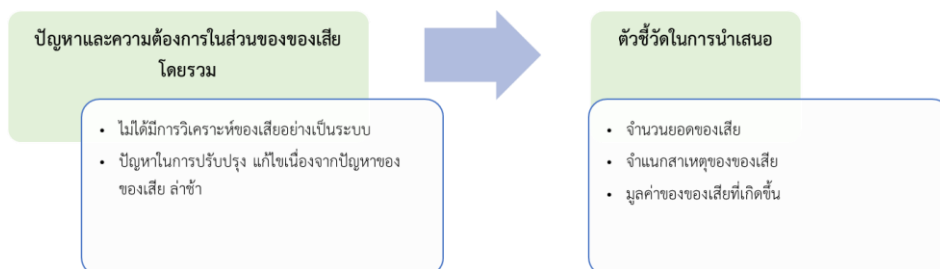 ปัญหาและความต้องการในส่วนของของเสีย
โดยรวม
• ไม่ได้มีการวิเคราะห์ของเสียอย่างเป็นระบบ
• ปัญหาในการปรับปรุง แก้ไขเนื่องจากปัญหาของ
ของเสีย ล่าช้า
ตัวชี้วัดในการนำเสนอ
• จำนวนยอดของเสีย
• จำแนกสาเหตุของของเสีย
• มูลค่าของของเสียที่เกิดขึ้น